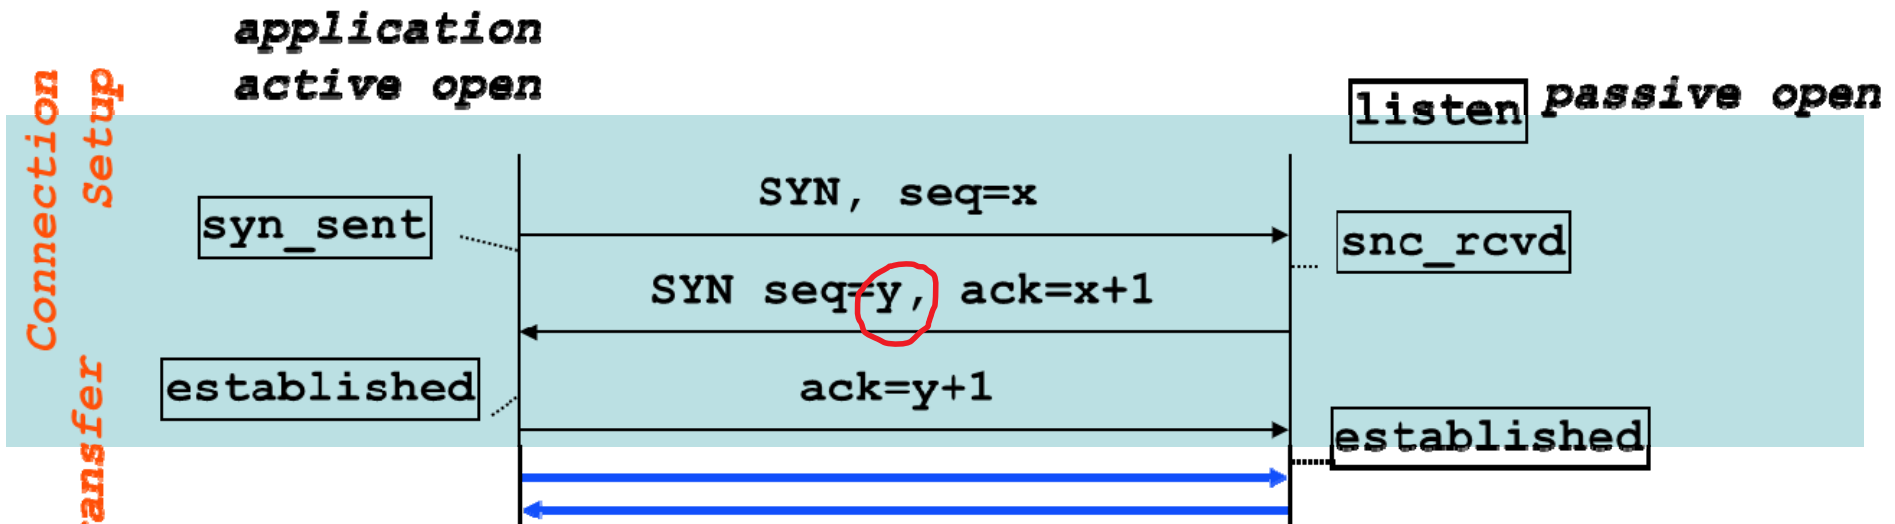 application
active open
listen
passive open
Connection
Setup
SYN, seq=x
syn_sent
snc_rcvd
SYN seq=y, ack=x+1
established
ack=y+1
established